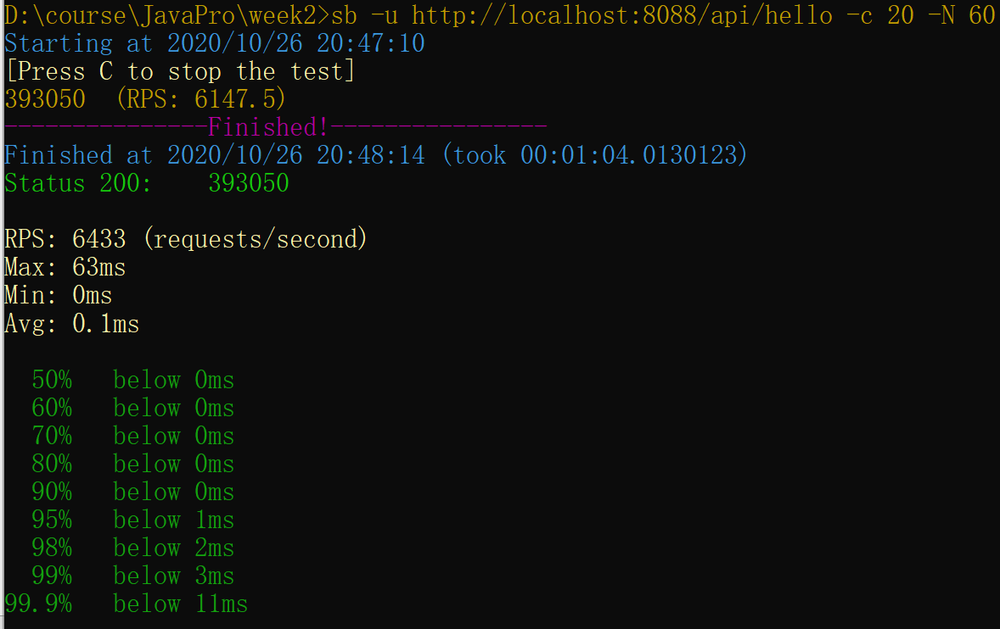 D:\course\JavaPro\week2>sb -u http://localhost:8088/api/hello -c 20 -N 60
Starting at 2020/10/26 20:47:10
[Press C to stop the test]
393050  (RPS: 6147.5)
---------------Finished!----------------
Finished at 2020/10/26 20:48:14 (took 00:01:04.0130123)
Status 200:    393050
RPS: 6433 (requests/second)
Max: 63ms
Min: 0ms
Avg: 0.1ms
  50%   below 0ms
  60%   below 0ms
  70%   below 0ms
  80%   below 0ms
  90%   below 0ms
  95%   below 1ms
  98%   below 2ms
  99%   below 3ms
99.9%   below 11ms